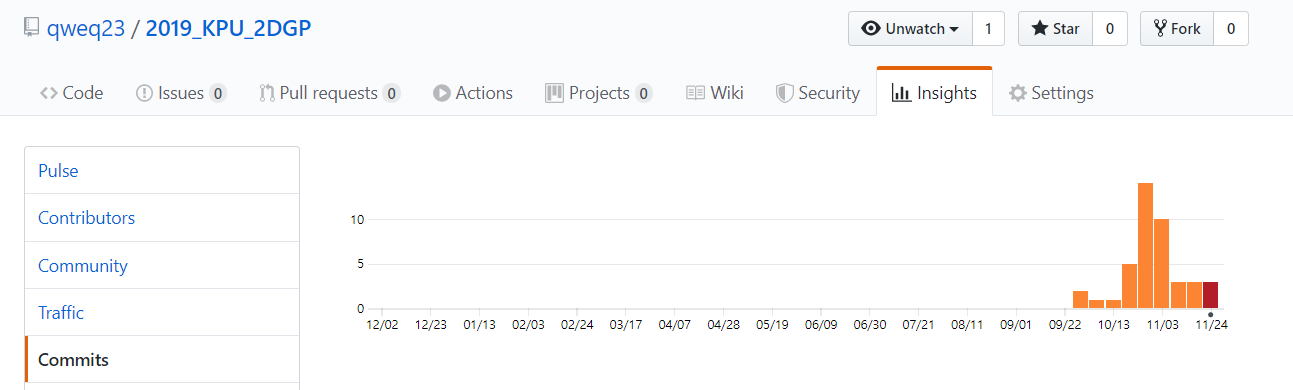 qweq23 / 2019_KPU_2DGP
Unwatch 1 Star 0 Fork 0
Code Issues 0 Pull requests 0 Actions Projects 0 Wiki Security Insights Settings
Pulse
Contributors
Community
Traffic
Commits
10
5
0
12/02 12/23 01/13 02/03 02/24 03/17 04/07 04/28 05/19 06/09 06/30 07/21 08/11 09/01 09/22 10/13 11/03 11/24